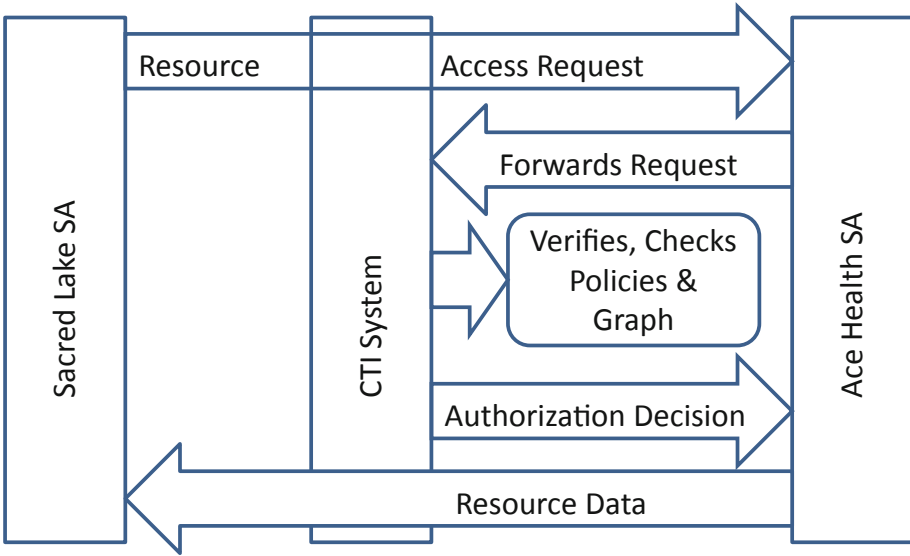 Sacred Lake SA
CTI System
Ace Health SA
Resource Access Request
Forwards Request
Verifies, Checks
Policies &
Graph
Authorization Decision
Resource Data